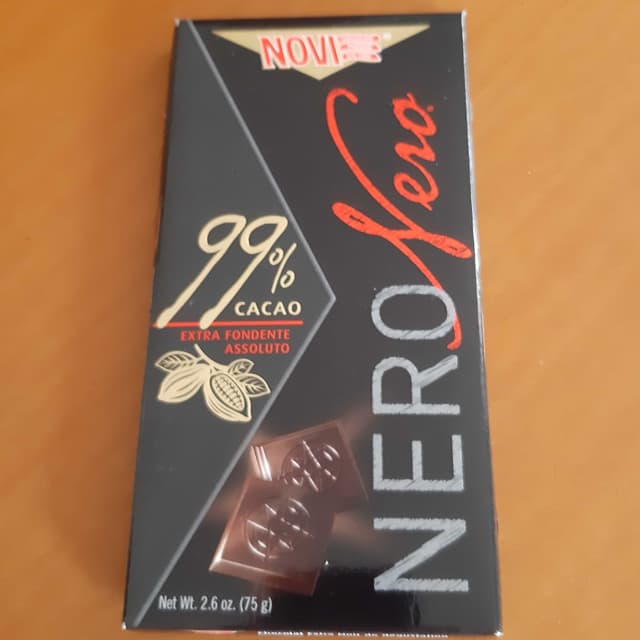 NOVI
Nero
NERO
99%
CACAO
EXTRA FONDENTE
ASSOLUTO
Net Wt. 2.6 oz. (75 g)